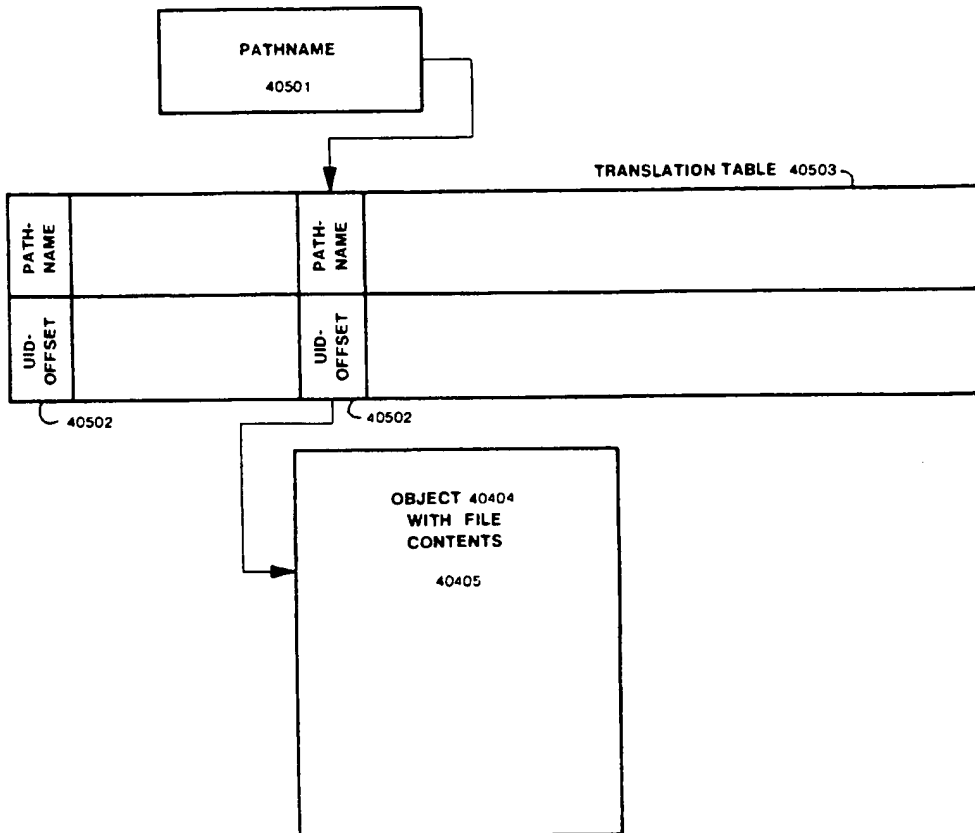 PATHNAME
40501
TRANSLATION TABLE 40503
PATH-
NAME
PATH-
NAME
UID-
OFFSET
UID-
OFFSET
40502
40502
OBJECT 40404
WITH FILE
CONTENTS
40405